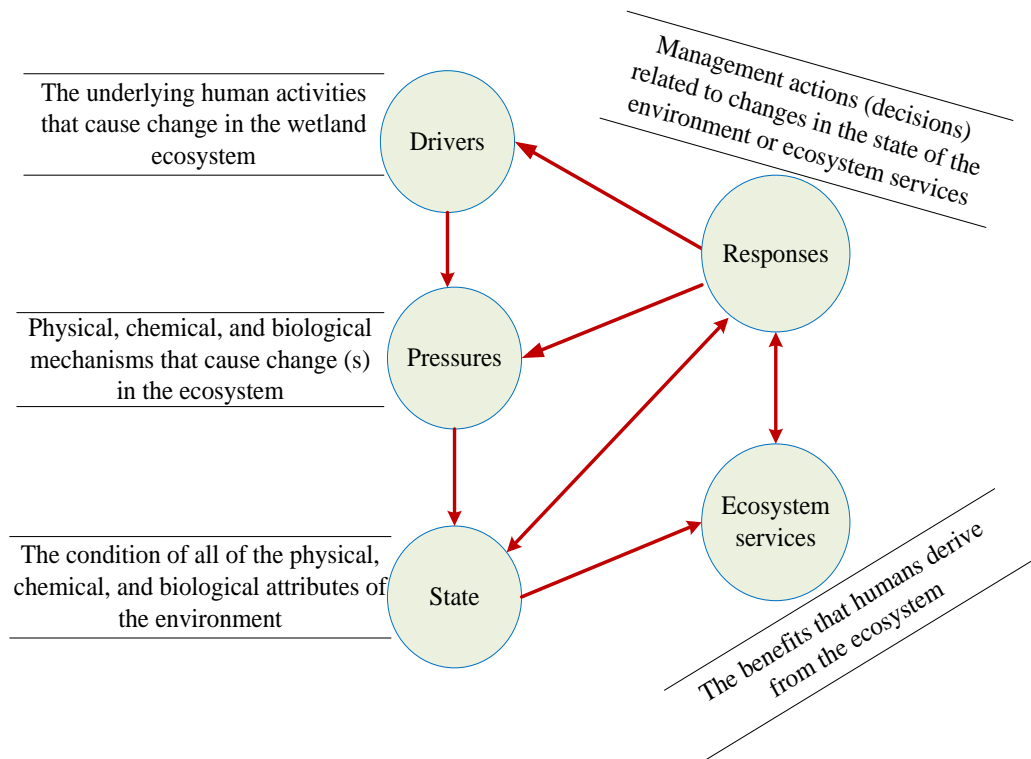 The underlying human activities
that cause change in the wetland
ecosystem
Drivers
Management actions (decisions)
related to changes in the state of the
environment or ecosystem services
Responses
Physical, chemical, and biological
mechanisms that cause change (s)
in the ecosystem
Pressures
Ecosystem
services
The condition of all of the physical,
chemical, and biological attributes of
the environment
State
The benefits that humans derive
from the ecosystem